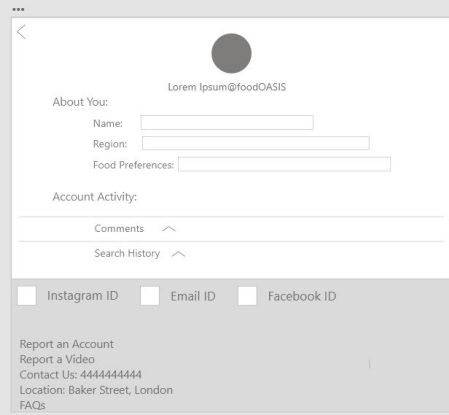 Lorem Ipsum@foodOASIS
About You:
Name:
Region:
Food Preferences:
Account Activity:
Comments
Search History
Instagram ID Email ID Facebook ID
Report an Account
Report a Video
Contact Us: 4444444444
Location: Baker Street, London
FAQs